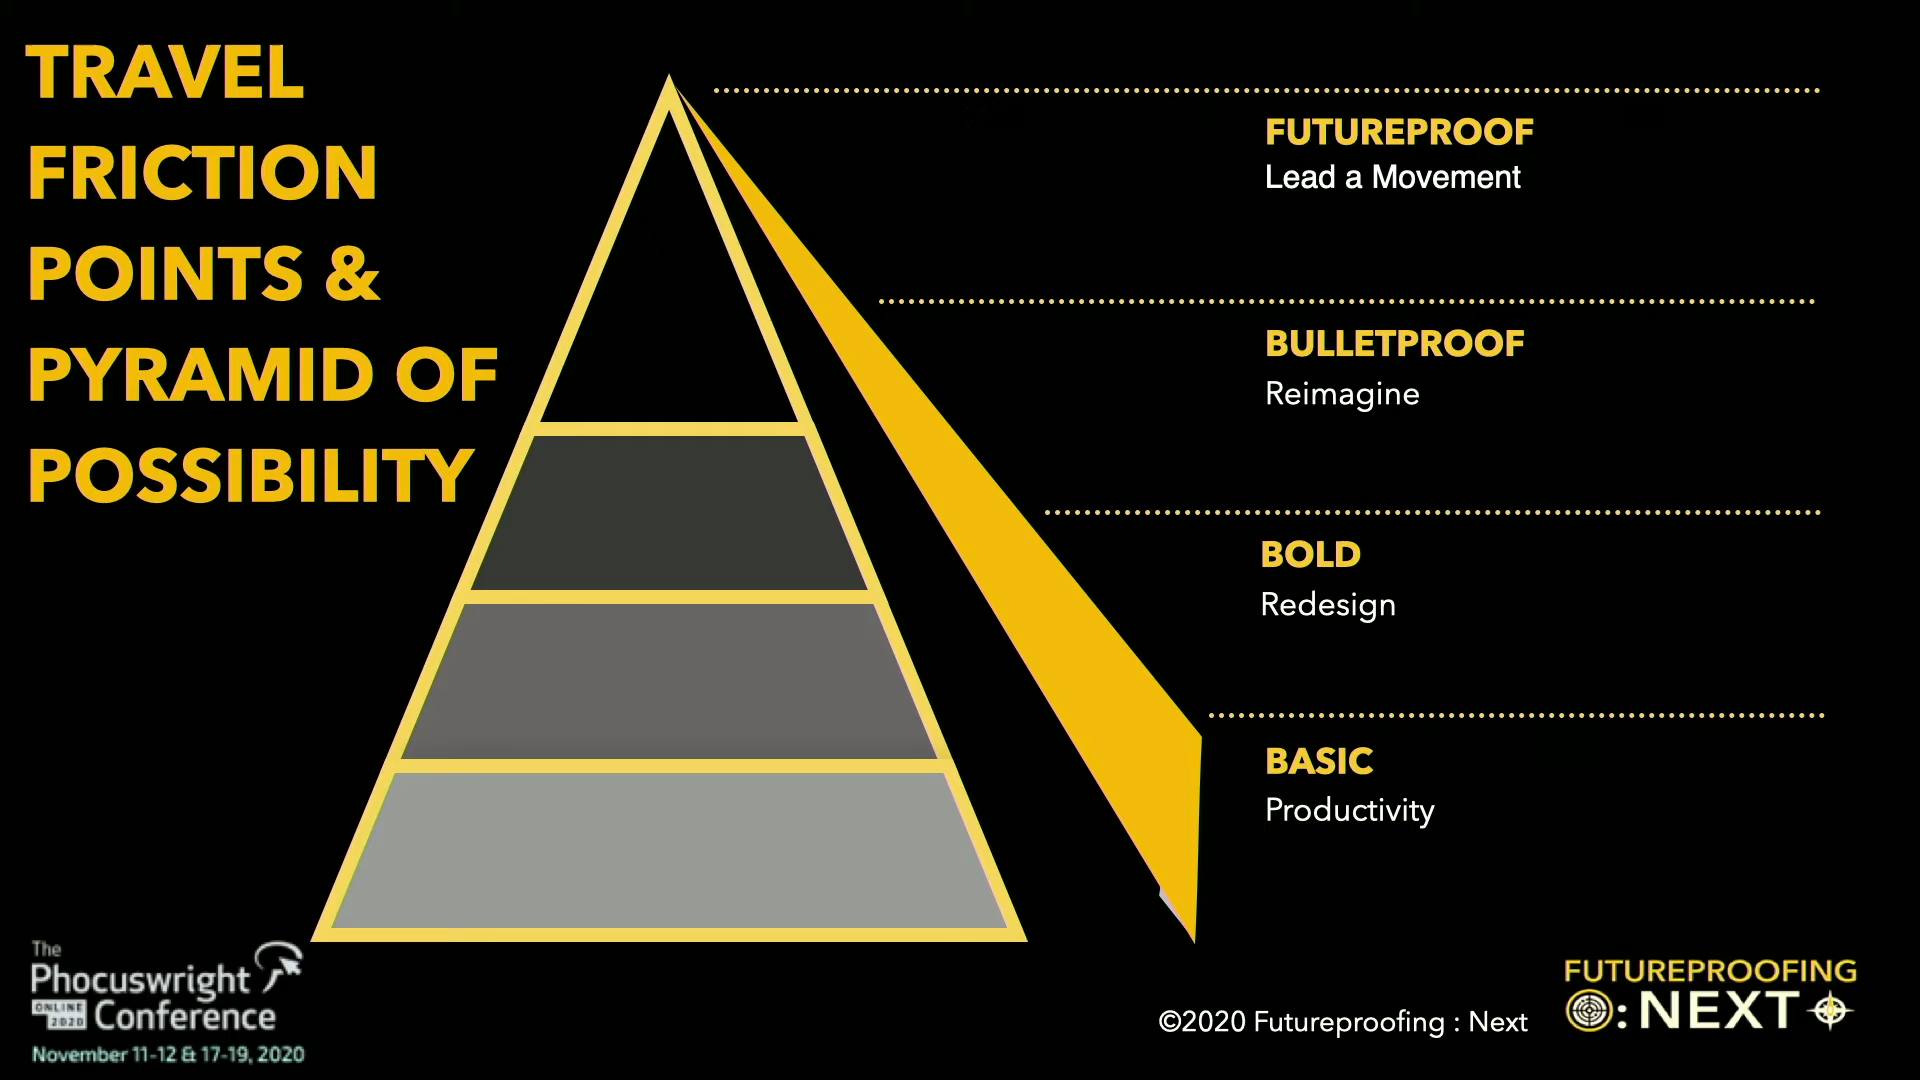 TRAVEL
FRICTION
POINTS &
PYRAMID OF
POSSIBILITY
FUTUREPROOF
Lead a Movement
BULLETPROOF
Reimagine
BOLD
Redesign
BASIC
Productivity
The
Phocuswright
ONLINE
2020
Conference
November 11-12 & 17-19, 2020
©2020 Futureproofing : Next
FUTUREPROOFING
: NEXT